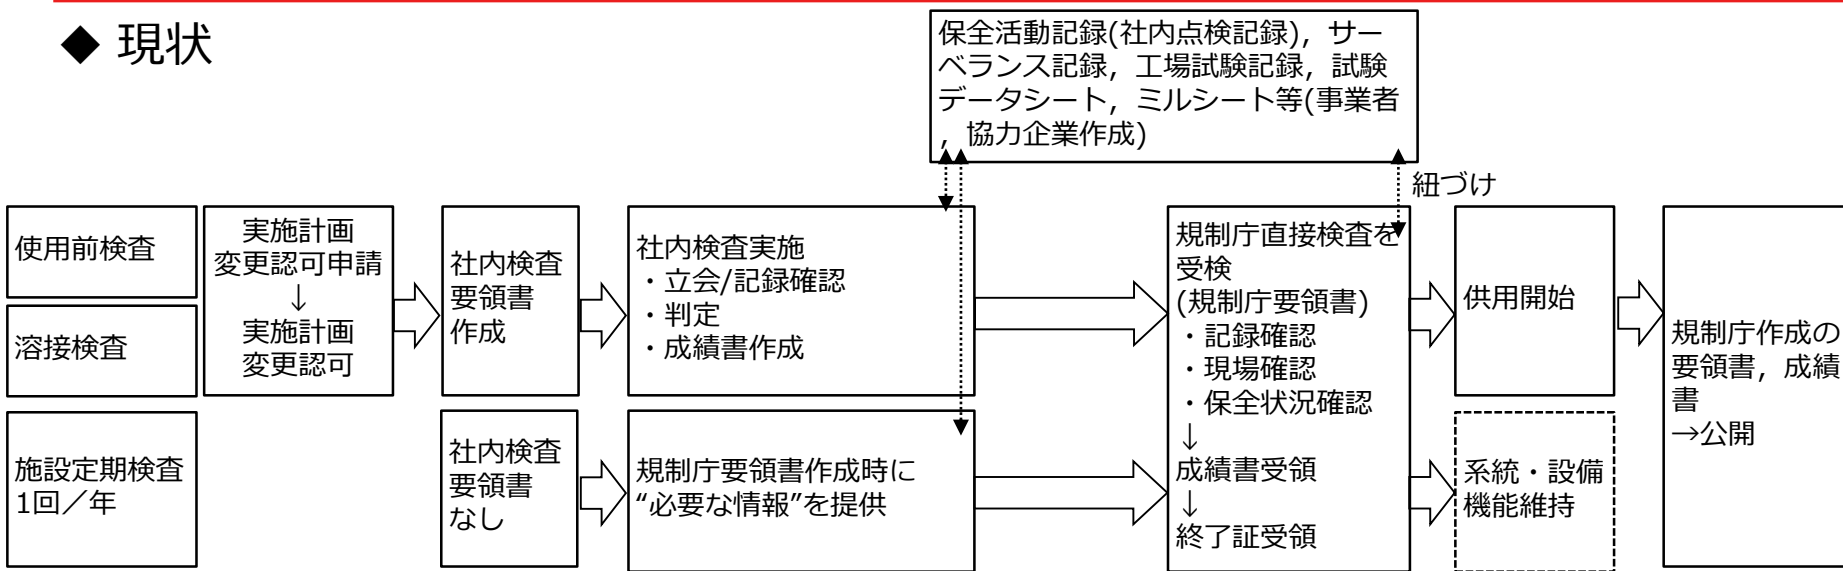 ◆ 現状
保全活動記録(社内点検記録)，サー
ベランス記録，工場試験記録，試験
データシート，ミルシート等(事業者
，協力企業作成)
紐づけ
使用前検査
溶接検査
実施計画
変更認可申請
↓
実施計画
変更認可
社内検査
要領書
作成
社内検査実施
・立会/記録確認
・判定
・成績書作成
規制庁直接検査を
受検
(規制庁要領書)
・記録確認
・現場確認
・保全状況確認
↓
成績書受領
↓
終了証受領
供用開始
規制庁作成の
要領書，成績
書
→公開
施設定期検査
1回／年
社内検査
要領書
なし
規制庁要領書作成時に
“必要な情報”を提供
系統・設備
機能維持